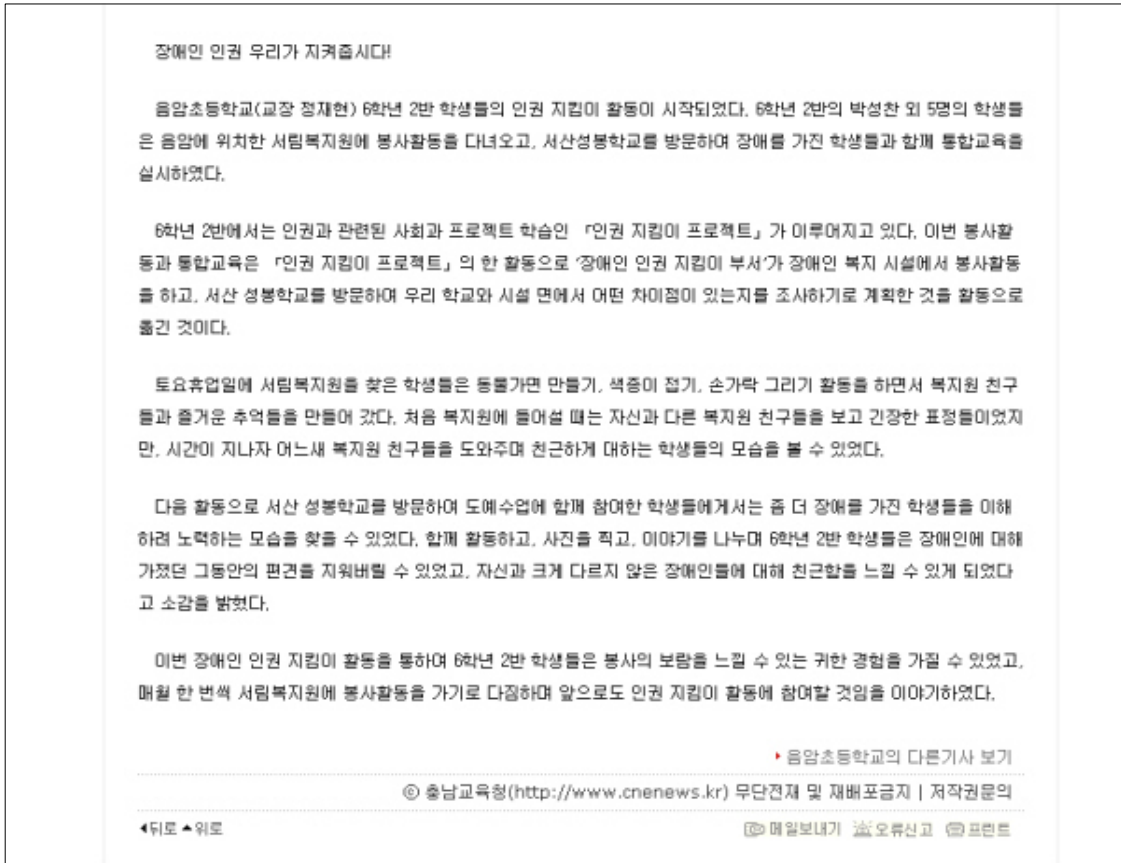 장애인 인권 우리가 지켜줍시다!
음암초등학교(교장 정재현) 6학년 2반 학생들의 인권 지킴이 활동이 시작되었다. 6학년 2반의 박성찬 외 5명의 학생들
은 음암에 위치한 서림복지원에 봉사활동을 다녀오고, 서산성봉학교를 방문하여 장애를 가진 학생들과 함께 통합교육을
실시하였다.
6학년 2반에서는 인권과 관련된 사회과 프로젝트 학습인 「인권 지킴이 프로젝트」가 이루어지고 있다. 이번 봉사활
동과 통합교육은 「인권 지킴이 프로젝트」의 한 활동으로 '장애인 인권 지킴이 부서'가 장애인 복지 시설에서 봉사활동
을 하고, 서산 성봉학교를 방문하여 우리 학교와 시설 면에서 어떤 차이점이 있는지를 조사하기로 계획한 것을 활동으로
옮긴 것이다.
토요휴업일에 서림복지원을 찾은 학생들은 동물가면 만들기, 색종이 접기, 손가락 그리기 활동을 하면서 복지원 친구
들과 즐거운 추억들을 만들어 갔다. 처음 복지원에 들어설 때는 자신과 다른 복지원 친구들을 보고 긴장한 표정들이었지
만, 시간이 지나자 어느새 복지원 친구들을 도와주며 친근하게 대하는 학생들의 모습을 볼 수 있었다.
다음 활동으로 서산 성봉학교를 방문하여 도예수업에 함께 참여한 학생들에게서는 좀 더 장애를 가진 학생들을 이해
하려 노력하는 모습을 찾을 수 있었다. 함께 활동하고, 사진을 찍고, 이야기를 나누며 6학년 2반 학생들은 장애인에 대해
가졌던 그동안의 편견을 지워버릴 수 있었고, 자신과 크게 다르지 않은 장애인들에 대해 친근함을 느낄 수 있게 되었다
고 소감을 밝혔다.
이번 장애인 인권 지킴이 활동을 통하여 6학년 2반 학생들은 봉사의 보람을 느낄 수 있는 귀한 경험을 가질 수 있었고,
매월 한 번씩 서림복지원에 봉사활동을 가기로 다짐하며 앞으로도 인권 지킴이 활동에 참여할 것임을 이야기하였다.
음암초등학교의 다른기사 보기
ⓒ 충남교육청(http://www.cnenews.kr) 무단전재 및 재배포금지 | 저작권문의
◀뒤로 ▲위로 메일보내기 오류신고 프린트